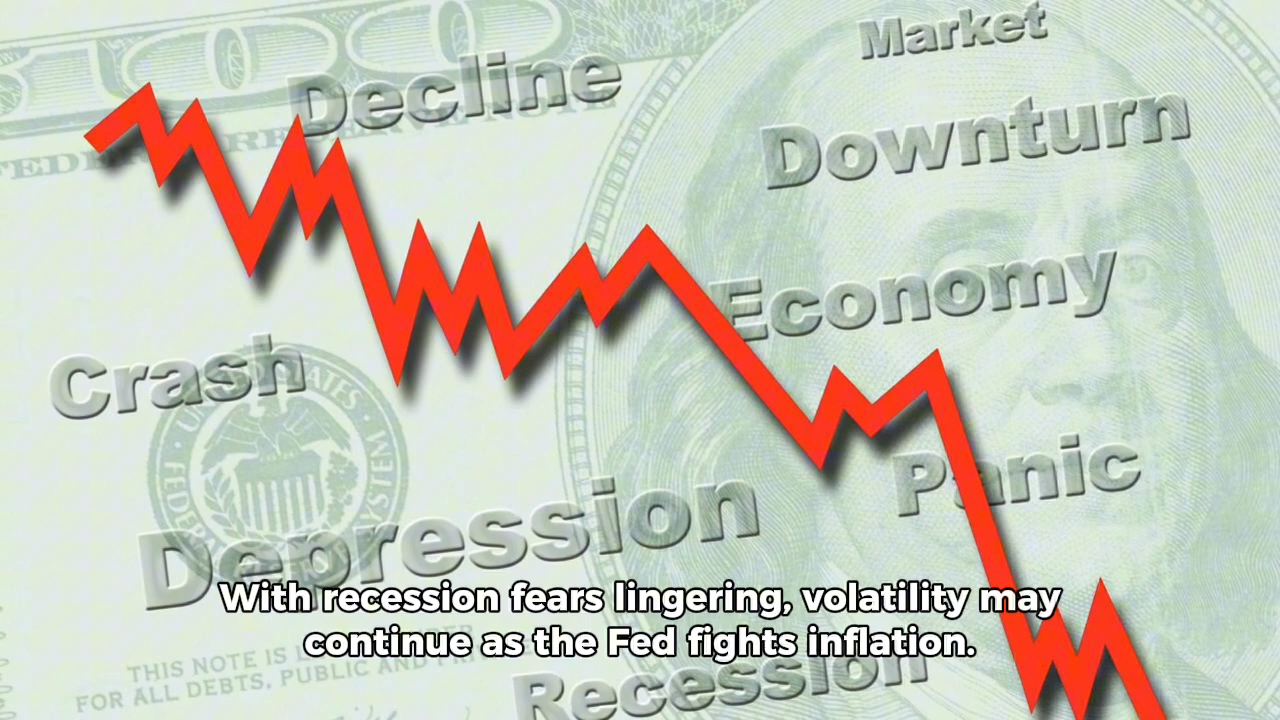 100
Market
Decline
Downturn
Economy
Crash
Panic
Depression
With recession fears lingering, volatility may
continue as the Fed fights inflation.
THIS NOTE IS
FOR ALL DEBTS, PUBLIC AND
Recession